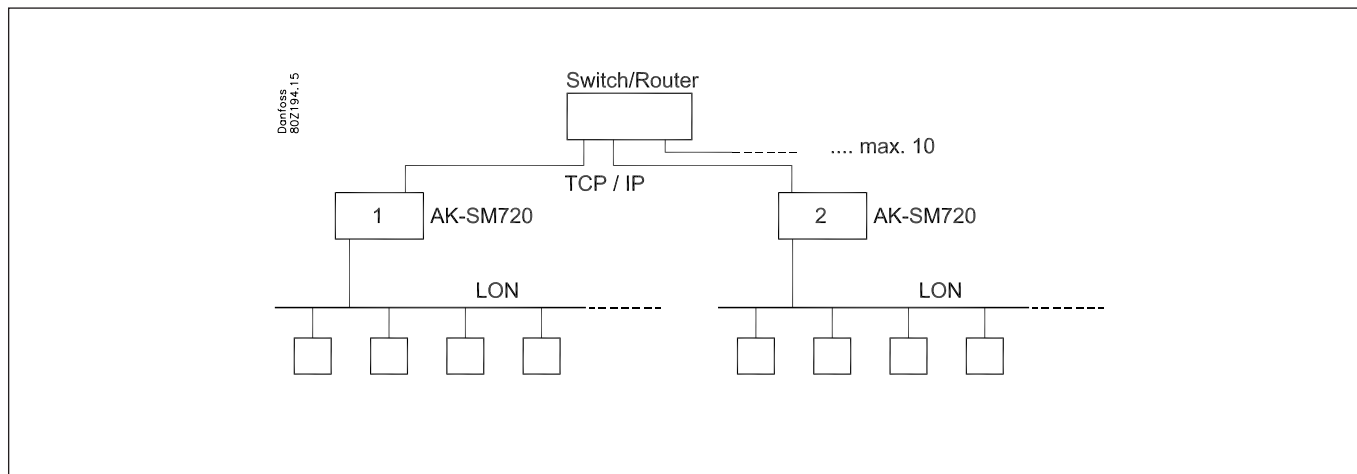 Danfoss
80Z194.15
Switch/Router
.... max. 10
TCP / IP
1
AK-SM720
2
AK-SM720
LON
LON